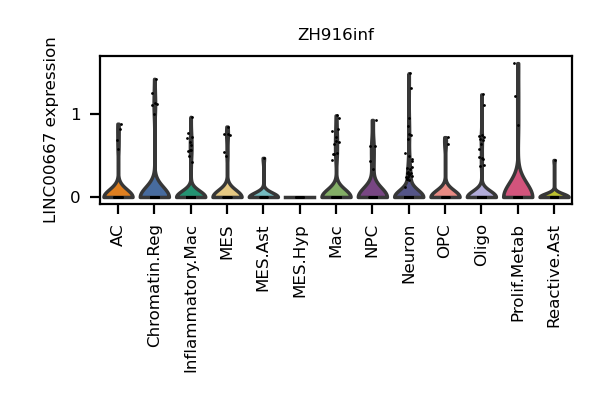 ZH916inf
LINC00667 expression
1
0
AC
Chromatin.Reg
Inflammatory.Mac
MES
MES.Ast
MES.Hyp
Mac
NPC
Neuron
OPC
Oligo
Prolif.Metab
Reactive.Ast